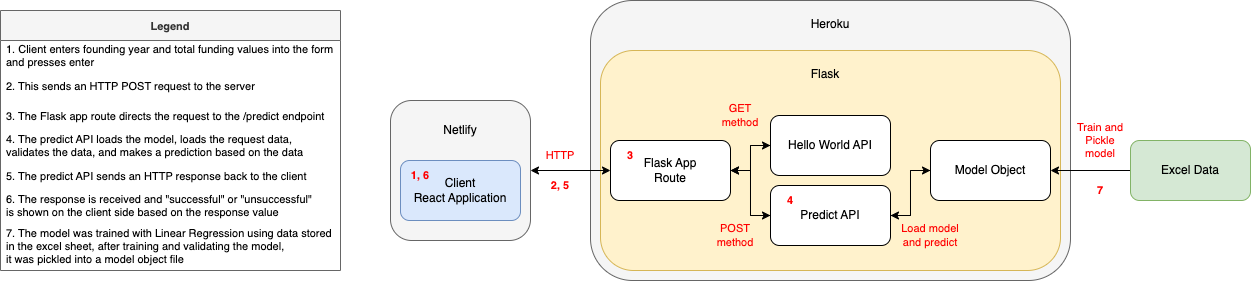 Legend
1. Client enters founding year and total funding values into the form
and presses enter
2. This sends an HTTP POST request to the server
3. The Flask app route directs the request to the /predict endpoint
4. The predict API loads the model, loads the request data,
validates the data, and makes a prediction based on the data
5. The predict API sends an HTTP response back to the client
6. The response is received and "successful" or "unsuccessful"
is shown on the client side based on the response value
7. The model was trained with Linear Regression using data stored
in the excel sheet, after training and validating the model,
it was pickled into a model object file
Netlify
1, 6
Client
React Application
HTTP
2, 5
Heroku
Flask
3
Flask App
Route
GET
method
POST
method
Hello World API
4
Predict API
Load model
and predict
Model Object
Train and
Pickle
model
7
Excel Data